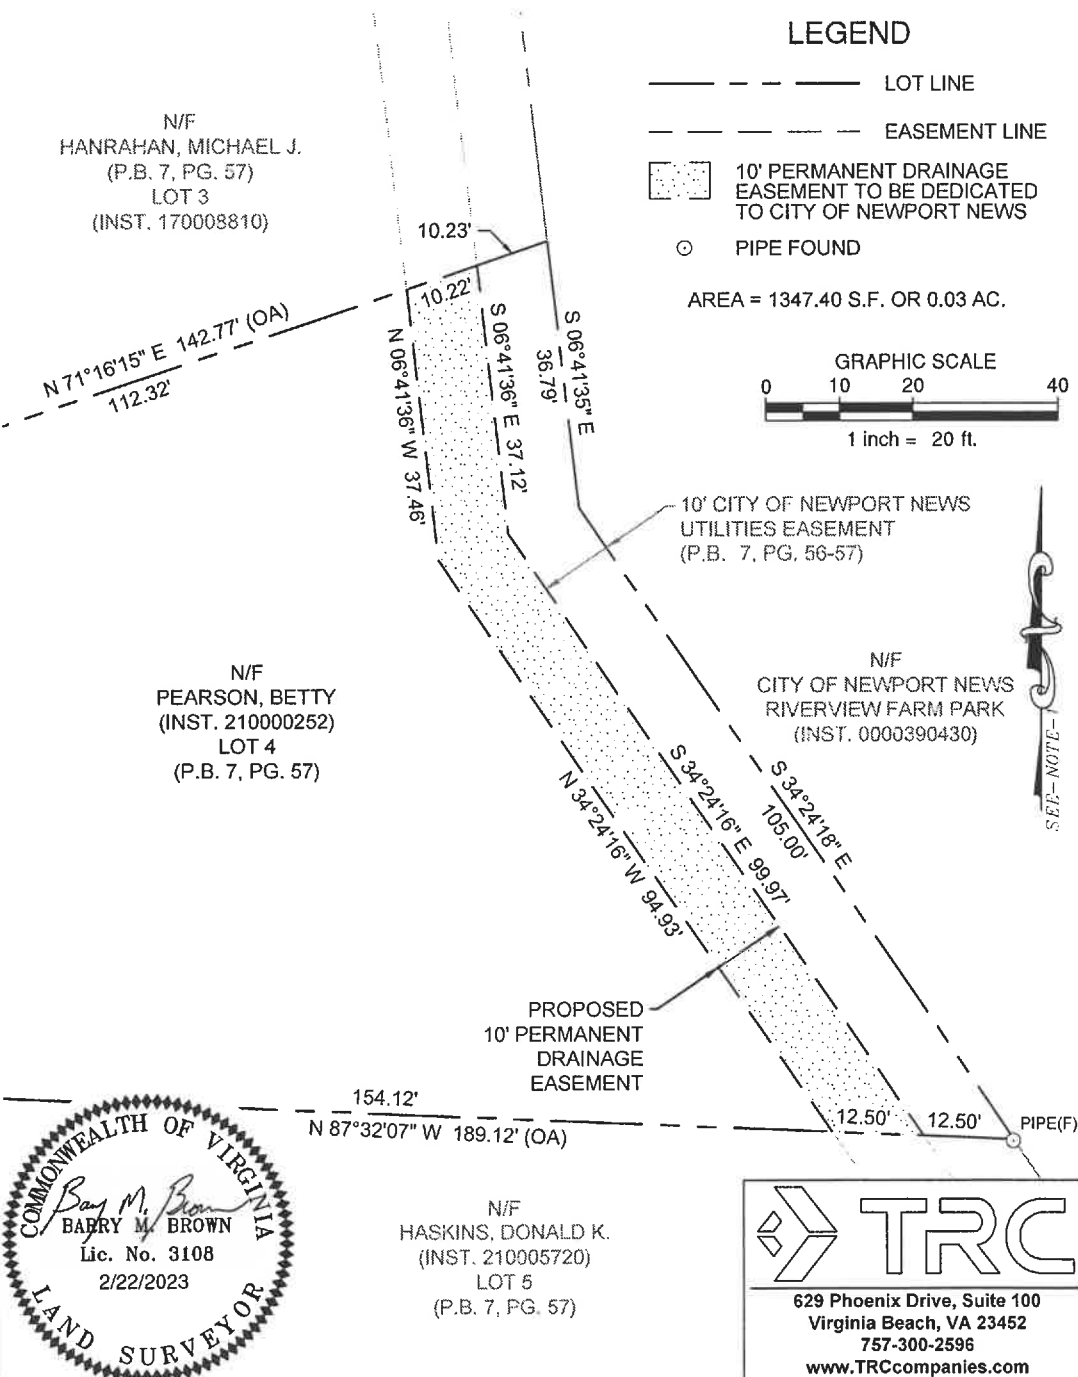 LEGEND
LOT LINE
EASEMENT LINE
10' PERMANENT DRAINAGE
EASEMENT TO BE DEDICATED
TO CITY OF NEWPORT NEWS
PIPE FOUND
AREA = 1347.40 S.F. OR 0.03 AC.
GRAPHIC SCALE
0 10 20 40
1 inch = 20 ft.
N/F
HANRAHAN, MICHAEL J.
(P.B. 7, PG. 57)
LOT 3
(INST. 170008810)
10.23'
10.22'
N 71°16'15" E 142.77' (OA)
112.32'
N 06°41'36" W 37.46'
S 06°41'36" E 37.12'
S 06°41'35" E
36.79'
10' CITY OF NEWPORT NEWS
UTILITIES EASEMENT
(P.B. 7, PG. 56-57)
N/F
PEARSON, BETTY
(INST. 210000252)
LOT 4
(P.B. 7, PG. 57)
N/F
CITY OF NEWPORT NEWS
RIVERVIEW FARM PARK
(INST. 0000390430)
SEE-NOTE-1
N 34°24'16" W 94.93'
S 34°24'16" E 99.97'
S 34°24'18" E
105.00'
PROPOSED
10' PERMANENT
DRAINAGE
EASEMENT
154.12'
N 87°32'07" W 189.12' (OA)
12.50'
12.50'
PIPE(F)
COMMONWEALTH OF VIRGINIA
Barry M. Brown
BARRY M. BROWN
Lic. No. 3108
2/22/2023
LAND SURVEYOR
N/F
HASKINS, DONALD K.
(INST. 210005720)
LOT 5
(P.B. 7, PG. 57)
TRC
629 Phoenix Drive, Suite 100
Virginia Beach, VA 23452
757-300-2596
www.TRCcompanies.com